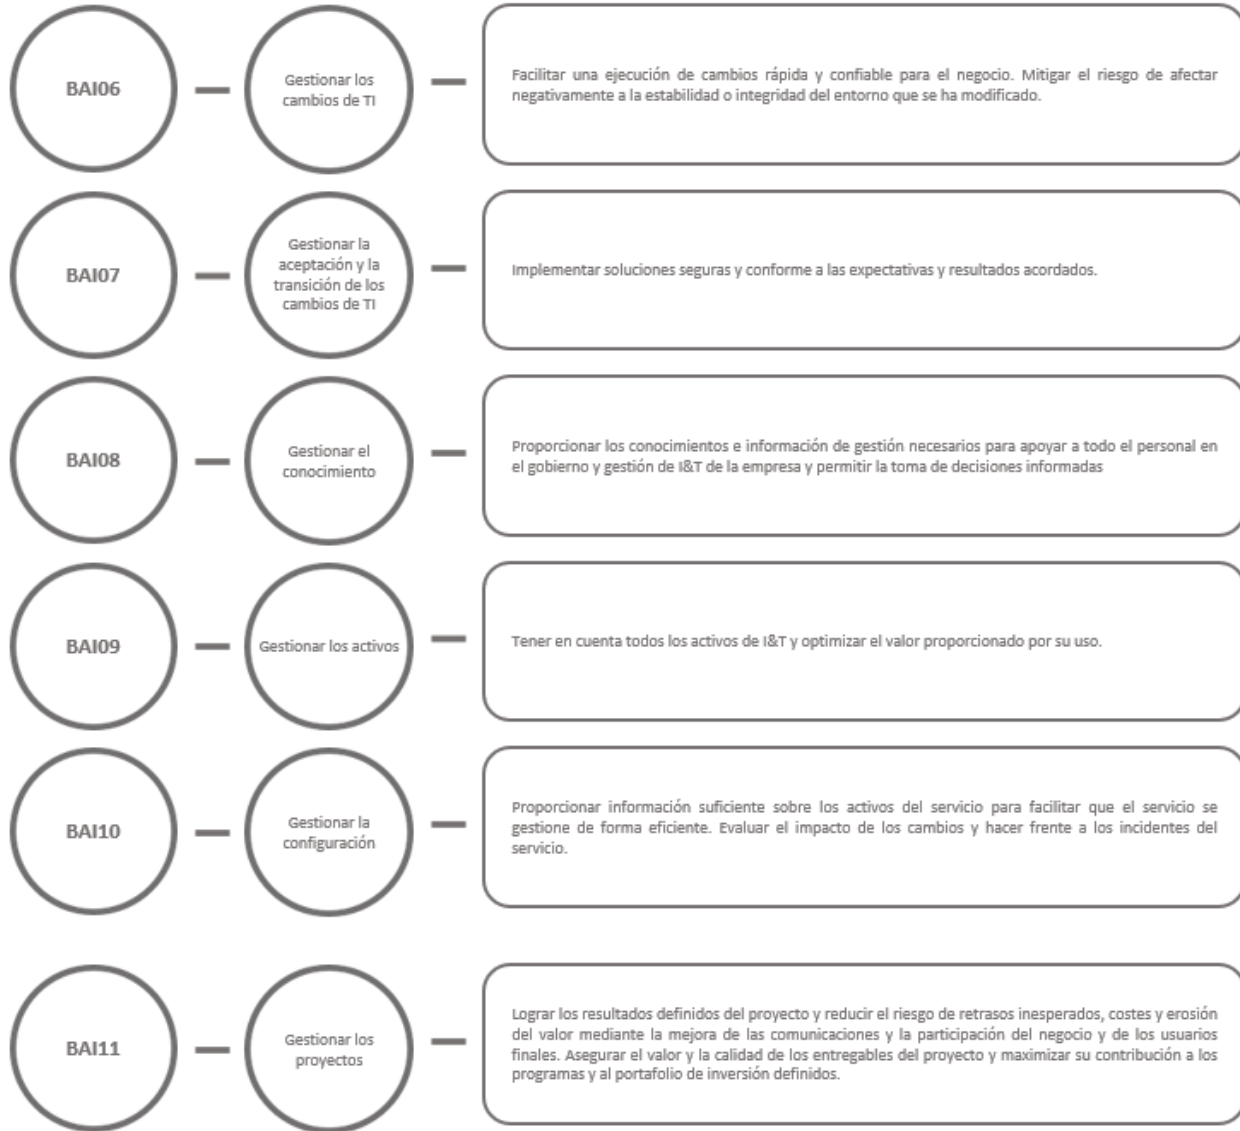 BAI06
Gestionar los
cambios de TI
Facilitar una ejecución de cambios rápida y confiable para el negocio. Mitigar el riesgo de afectar
negativamente a la estabilidad o integridad del entorno que se ha modificado.
BAI07
Gestionar la
aceptación y la
transición de los
cambios de TI
Implementar soluciones seguras y conforme a las expectativas y resultados acordados.
BAI08
Gestionar el
conocimiento
Proporcionar los conocimientos e información de gestión necesarios para apoyar a todo el personal en
el gobierno y gestión de I&T de la empresa y permitir la toma de decisiones informadas
BAI09
Gestionar los activos
Tener en cuenta todos los activos de I&T y optimizar el valor proporcionado por su uso.
BAI10
Gestionar la
configuración
Proporcionar información suficiente sobre los activos del servicio para facilitar que el servicio se
gestione de forma eficiente. Evaluar el impacto de los cambios y hacer frente a los incidentes del
servicio.
BAI11
Gestionar los
proyectos
Lograr los resultados definidos del proyecto y reducir el riesgo de retrasos inesperados, costes y erosión
del valor mediante la mejora de las comunicaciones y la participación del negocio y de los usuarios
finales. Asegurar el valor y la calidad de los entregables del proyecto y maximizar su contribución a los
programas y al portafolio de inversión definidos.